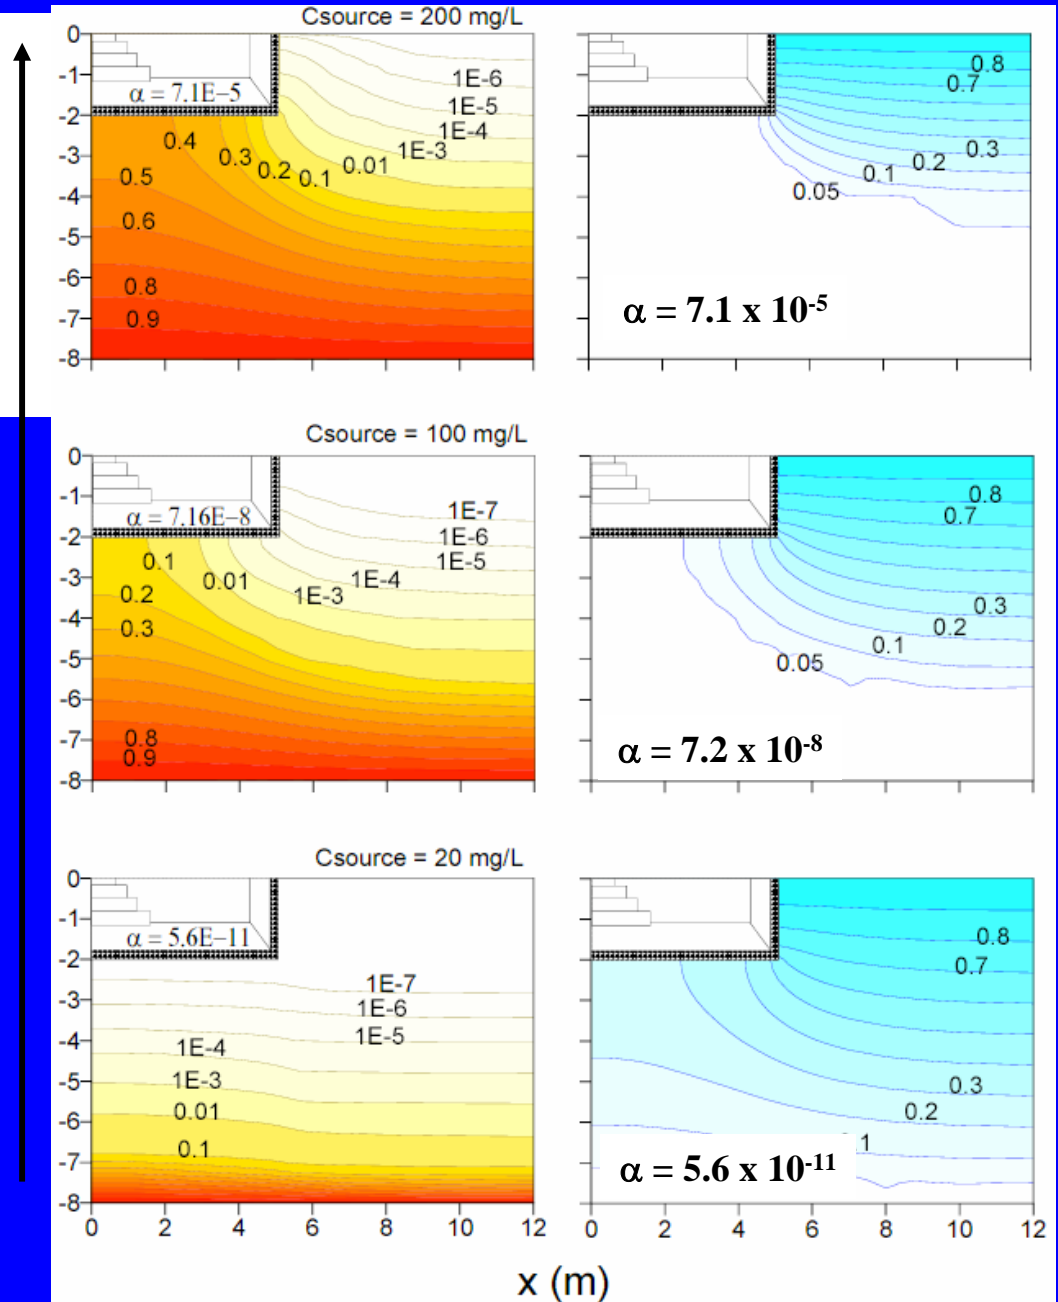 Csource = 200 mg/L
0
-1
-2
-3
-4
-5
-6
-7
-8
α = 7.1E−5
1E-6
1E-5
1E-4
1E-3
0.01
0.1
0.2
0.3
0.4
0.5
0.6
0.8
0.9
0.8
0.7
0.3
0.2
0.1
0.05
α = 7.1 x 10-5
Csource = 100 mg/L
0
-1
-2
-3
-4
-5
-6
-7
-8
α = 7.16E−8
1E-7
1E-6
1E-5
1E-4
1E-3
0.01
0.1
0.2
0.3
0.8
0.9
0.8
0.7
0.3
0.2
0.1
0.05
α = 7.2 x 10-8
Csource = 20 mg/L
0
-1
-2
-3
-4
-5
-6
-7
-8
α = 5.6E−11
1E-7
1E-6
1E-5
1E-4
1E-3
0.01
0.1
0.8
0.7
0.3
0.2
1
α = 5.6 x 10-11
0 2 4 6 8 10 12
0 2 4 6 8 10 12
x (m)